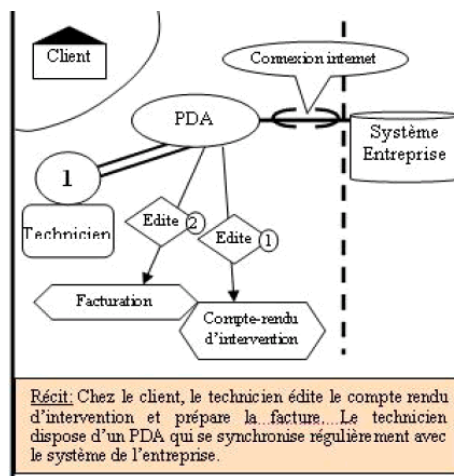 Client
Connexion internet
PDA
Système
Entreprise
1
Technicien
Edite 2
Edite 1
Facturation
Compte-rendu
d'intervention
Récit: Chez le client, le technicien édite le compte rendu
d'intervention et prépare la facture. Le technicien
dispose d'un PDA qui se synchronise régulièrement avec
le système de l'entreprise.